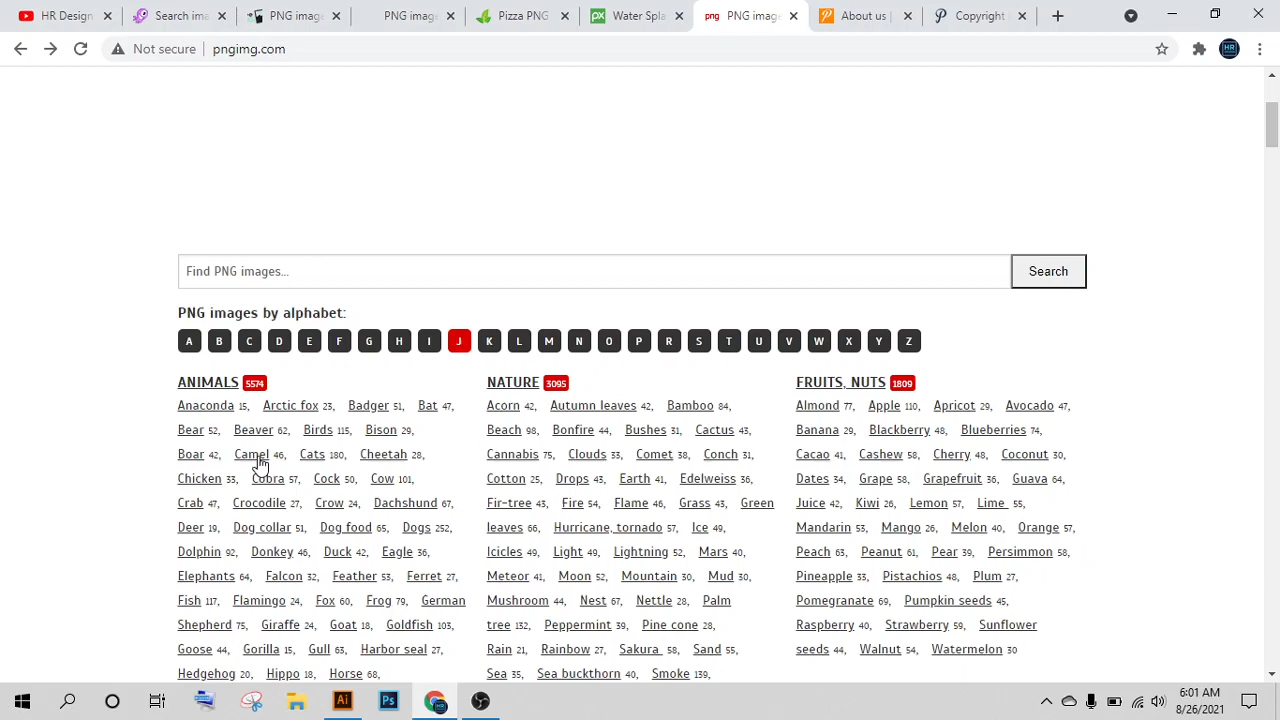 HR Design
Search im
PNG image
PNG image
Pizza PNG
Water Spla
png PNG imag
About us |
Copyright
Not secure pngimg.com
Find PNG images... Search
PNG images by alphabet:
A B C D E F G H I J K L M N O P R S T U V W X Y Z
ANIMALS 5574
Anaconda 15, Arctic fox 23, Badger 51, Bat 47,
Bear 52, Beaver 62, Birds 115, Bison 29,
Boar 42, Camel 46, Cats 180, Cheetah 28,
Chicken 33, Cobra 57, Cock 50, Cow 101,
Crab 47, Crocodile 27, Crow 24, Dachshund 67,
Deer 19, Dog collar 51, Dog food 65, Dogs 252,
Dolphin 92, Donkey 46, Duck 42, Eagle 36,
Elephants 64, Falcon 32, Feather 53, Ferret 27,
Fish 117, Flamingo 24, Fox 60, Frog 79, German
Shepherd 75, Giraffe 24, Goat 18, Goldfish 103,
Goose 44, Gorilla 15, Gull 63, Harbor seal 27,
Hedgehog 20, Hippo 18, Horse 68,
NATURE 3095
Acorn 42, Autumn leaves 42, Bamboo 84,
Beach 98, Bonfire 44, Bushes 31, Cactus 43,
Cannabis 75, Clouds 33, Comet 38, Conch 31,
Cotton 25, Drops 43, Earth 41, Edelweiss 36,
Fir-tree 43, Fire 54, Flame 46, Grass 43, Green
leaves 66, Hurricane, tornado 57, Ice 49,
Icicles 49, Light 49, Lightning 52, Mars 40,
Meteor 41, Moon 52, Mountain 30, Mud 30,
Mushroom 44, Nest 67, Nettle 28, Palm
tree 132, Peppermint 39, Pine cone 28,
Rain 21, Rainbow 27, Sakura 58, Sand 55,
Sea 35, Sea buckthorn 40, Smoke 139,
FRUITS, NUTS 1809
Almond 77, Apple 110, Apricot 29, Avocado 47,
Banana 29, Blackberry 48, Blueberries 74,
Cacao 41, Cashew 58, Cherry 48, Coconut 30,
Dates 34, Grape 58, Grapefruit 36, Guava 64,
Juice 42, Kiwi 26, Lemon 57, Lime 55,
Mandarin 53, Mango 26, Melon 40, Orange 57,
Peach 63, Peanut 61, Pear 39, Persimmon 58,
Pineapple 33, Pistachios 48, Plum 27,
Pomegranate 69, Pumpkin seeds 45,
Raspberry 40, Strawberry 59, Sunflower
seeds 44, Walnut 54, Watermelon 30
6:01 AM
8/26/2021